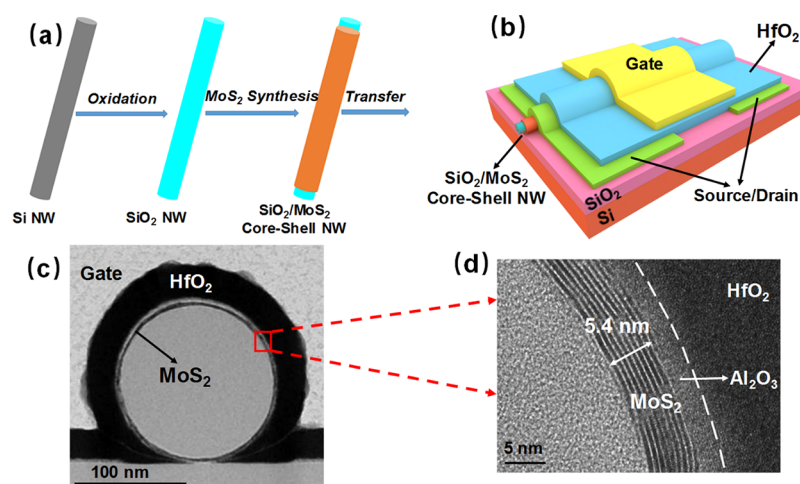 (a)
Oxidation
MoS₂ Synthesis
Transfer
Si NW
SiO₂ NW
SiO₂/MoS₂
Core-Shell NW
(b)
HfO₂
Gate
SiO₂/MoS₂
Core-Shell NW
SiO₂
Si
Source/Drain
(c)
Gate
HfO₂
MoS₂
100 nm
(d)
HfO₂
5.4 nm
Al₂O₃
MoS₂
5 nm